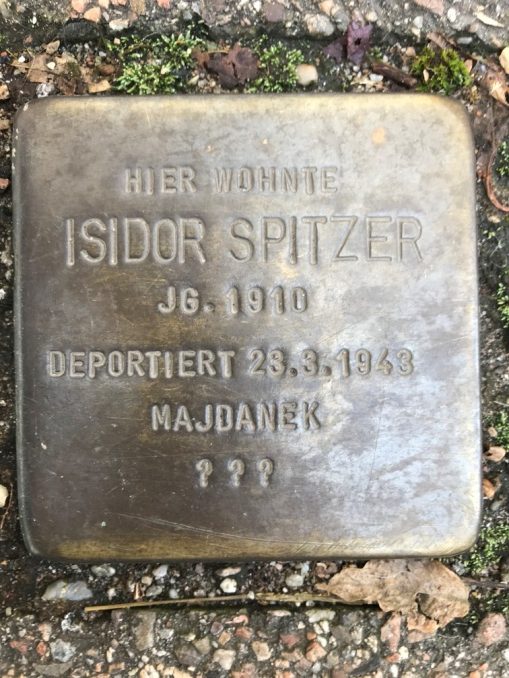 HIER WOHNTE
ISIDOR SPITZER
JG. 1910
DEPORTIERT 23.3.1943
MAJDANEK
? ? ?